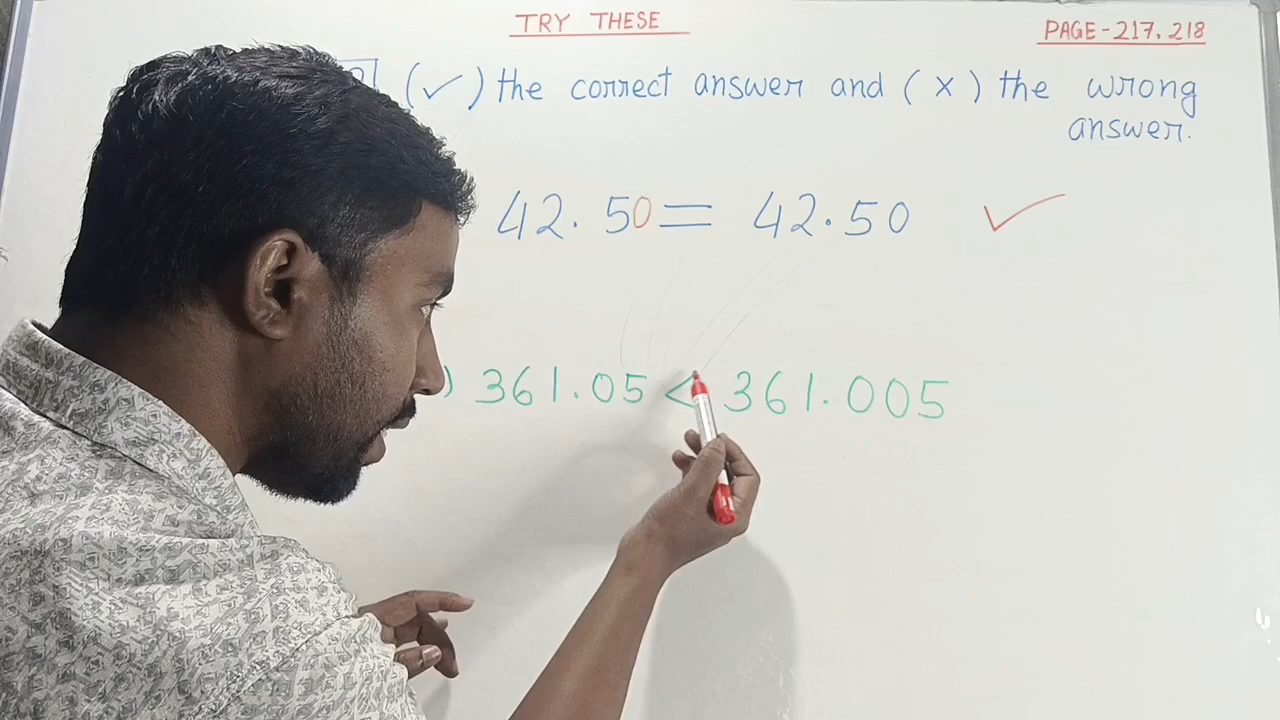 TRY THESE
PAGE-217, 218
(✓) the correct answer and (×) the wrong
answer.
42.50 = 42.50 ✓
) 361.05 < 361.005